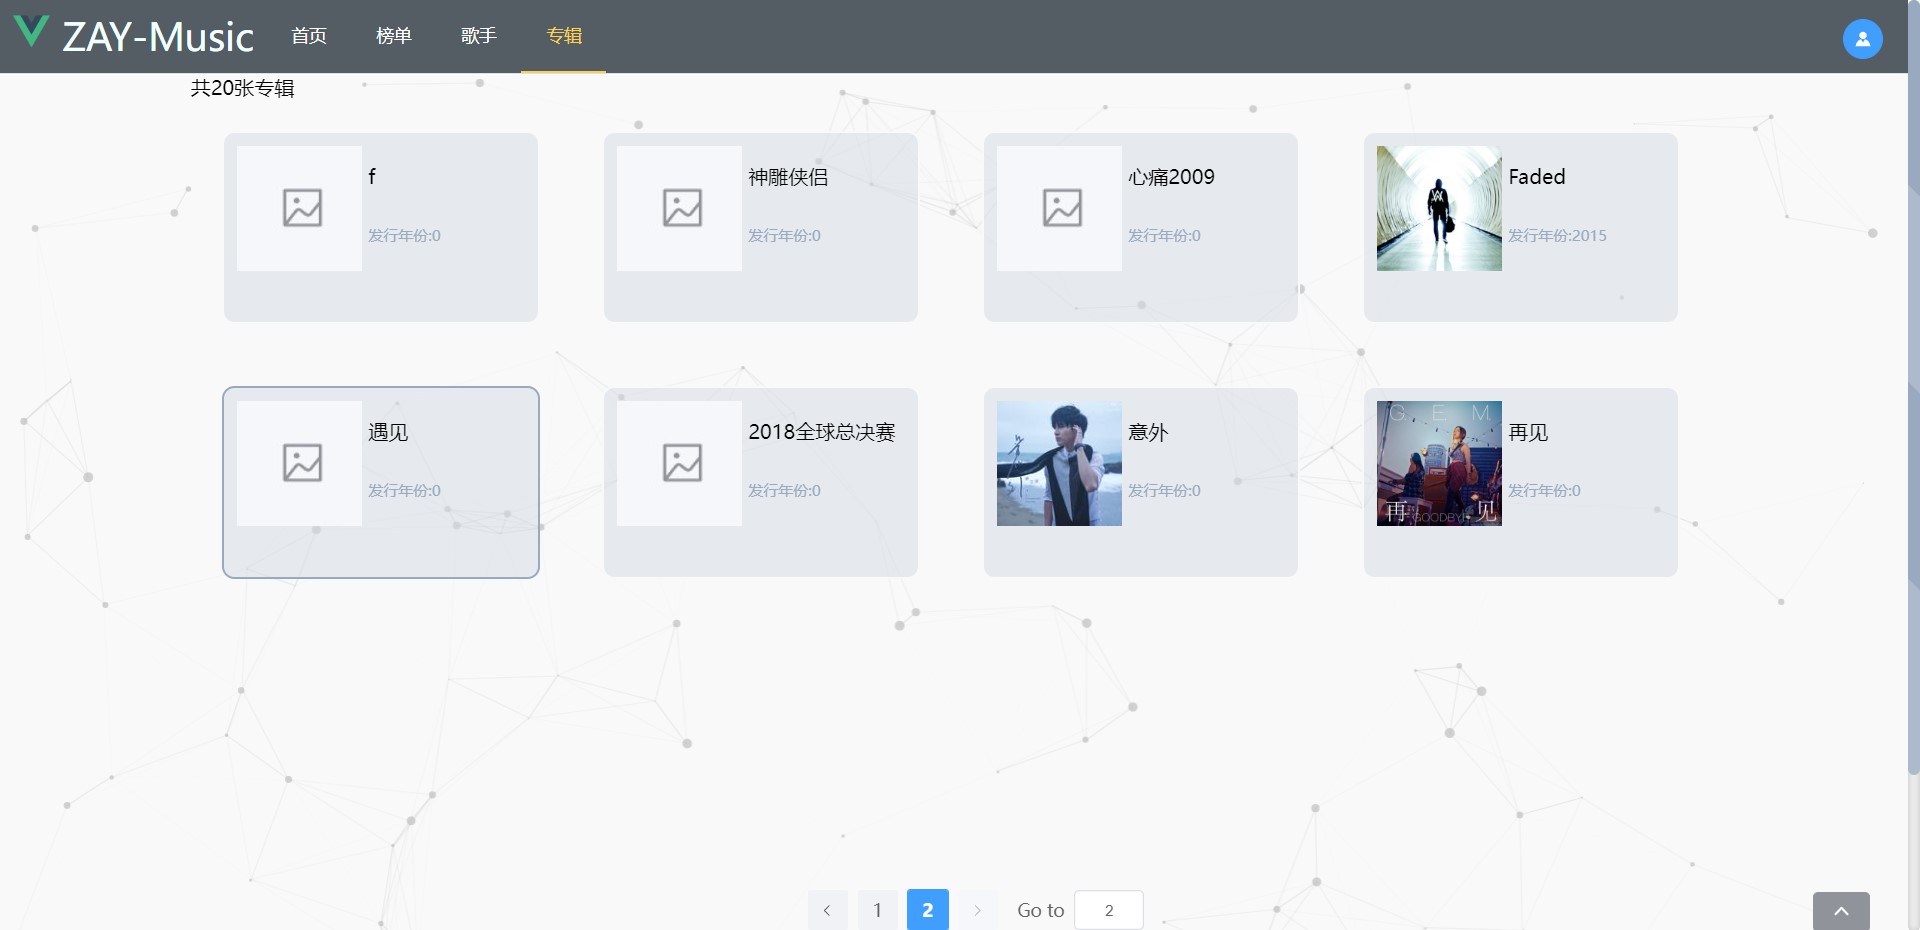 ZAY-Music 首页 榜单 歌手 专辑
共20张专辑
f
发行年份:0
神雕侠侣
发行年份:0
心痛2009
发行年份:0
Faded
发行年份:2015
遇见
发行年份:0
2018全球总决赛
发行年份:0
意外
发行年份:0
G.E.M.
再 GOODBYE 见
再见
发行年份:0
1 2 Go to 2